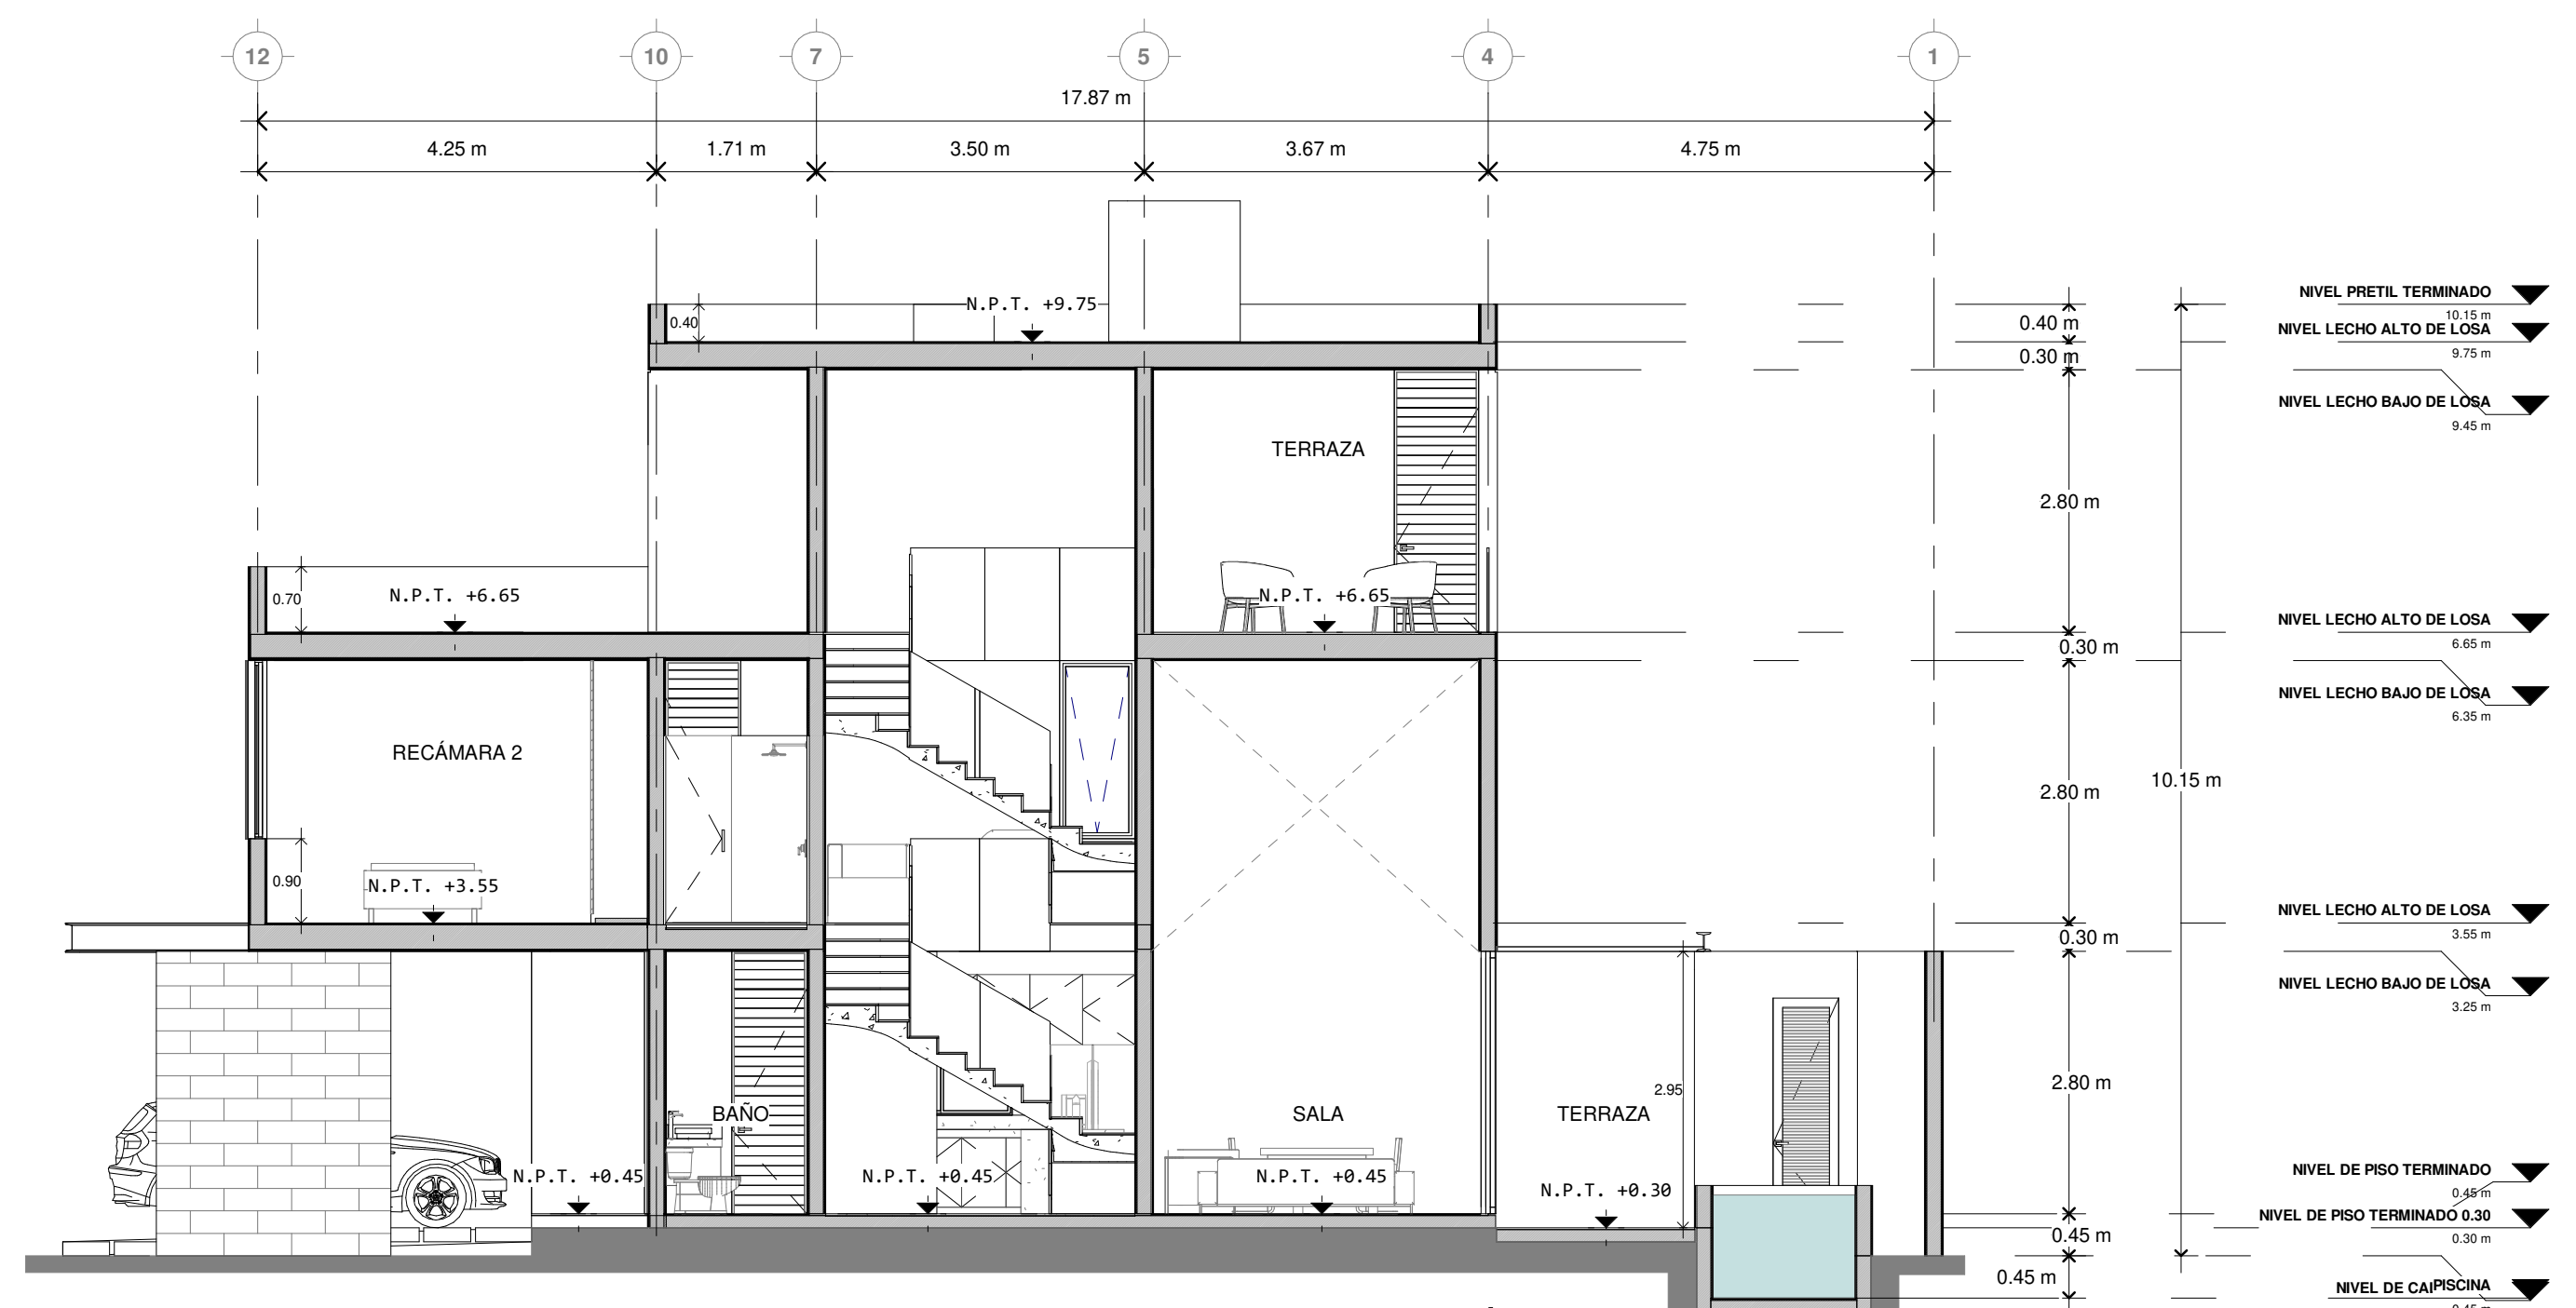 12 10 7 5 4 1
17.87 m
4.25 m 1.71 m 3.50 m 3.67 m 4.75 m
N.P.T. +9.75
0.40
TERRAZA
0.70
N.P.T. +6.65
N.P.T. +6.65
RECÁMARA 2
0.90
N.P.T. +3.55
BAÑO
SALA
TERRAZA
2.95
N.P.T. +0.45
N.P.T. +0.45
N.P.T. +0.45
N.P.T. +0.30
0.40 m
0.30 m
2.80 m
0.30 m
2.80 m
0.30 m
2.80 m
0.45 m
0.45 m
10.15 m
NIVEL PRETIL TERMINADO
10.15 m
NIVEL LECHO ALTO DE LOSA
9.75 m
NIVEL LECHO BAJO DE LOSA
9.45 m
NIVEL LECHO ALTO DE LOSA
6.65 m
NIVEL LECHO BAJO DE LOSA
6.35 m
NIVEL LECHO ALTO DE LOSA
3.55 m
NIVEL LECHO BAJO DE LOSA
3.25 m
NIVEL DE PISO TERMINADO
0.45 m
NIVEL DE PISO TERMINADO 0.30
0.30 m
NIVEL DE
PISCINA